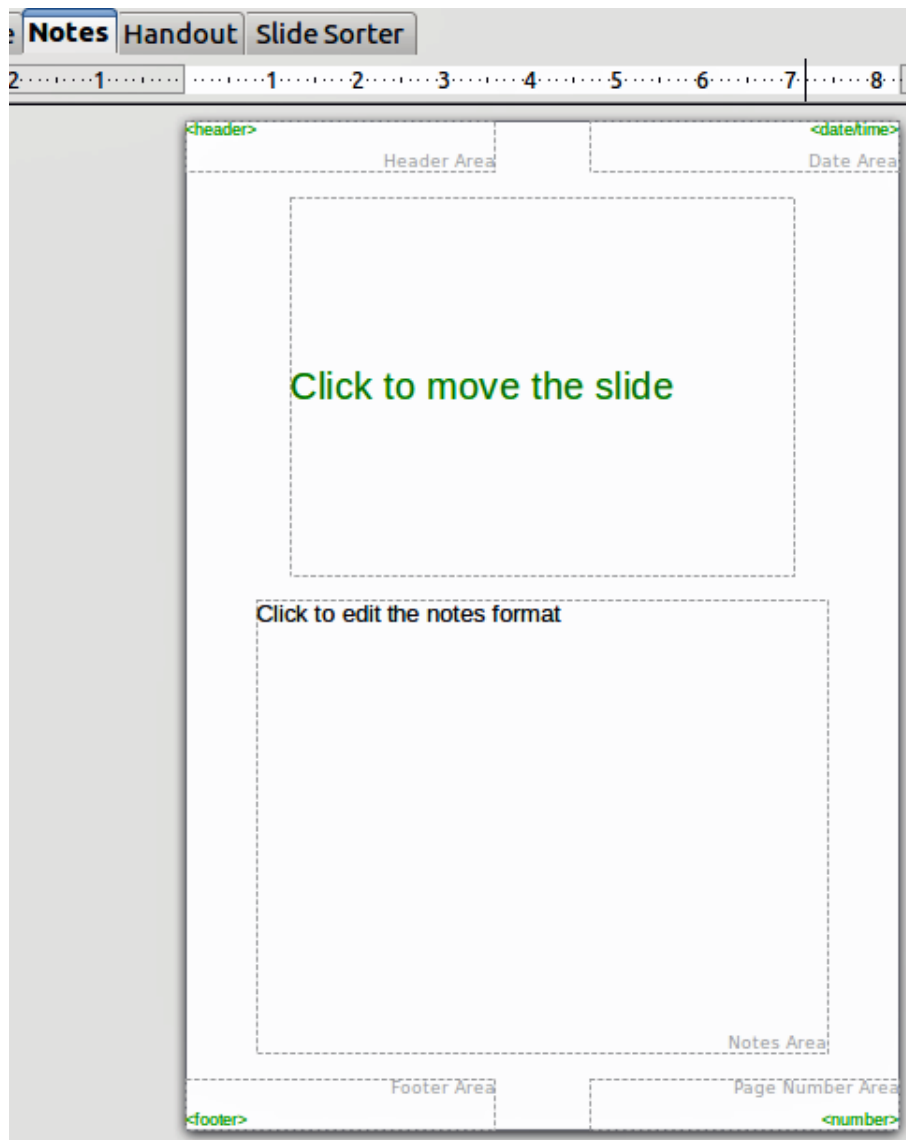 e Notes Handout Slide Sorter
2 1 1 2 3 4 5 6 7 8
<header> <date/time>
Header Area Date Area
Click to move the slide
Click to edit the notes format
Notes Area
Footer Area Page Number Area
<footer> <number>